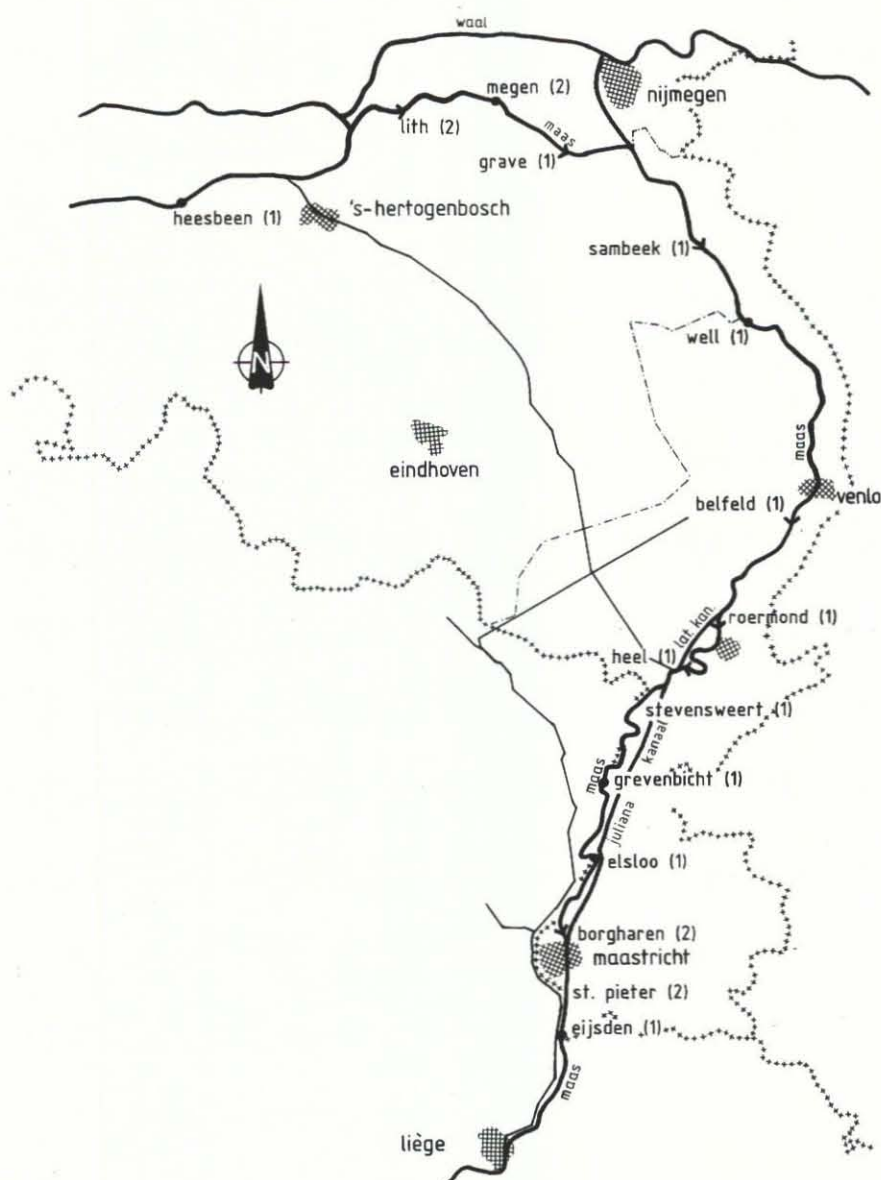 waal
megen (2)
nijmegen
lith (2)
maas
grave (1)
heesbeen (1)
's-hertogenbosch
sambeek (1)
N
well (1)
maas
eindhoven
venlo
belfeld (1)
lat. kan.
roermond (1)
heel (1)
stevensweert (1)
kanaal
maas
grevenbicht (1)
juliana
elsloo (1)
borgharen (2)
maastricht
st. pieter (2)
eijsden (1)
maas
liège